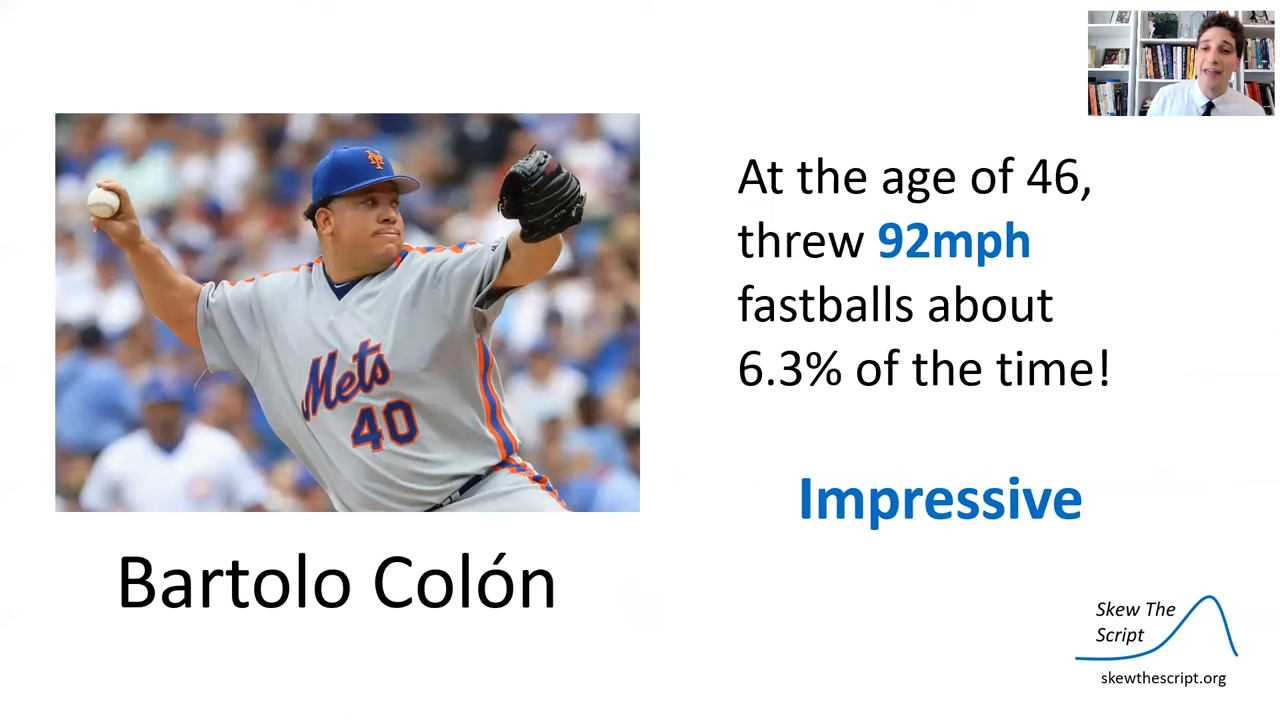 At the age of 46,
threw 92mph
fastballs about
6.3% of the time!
Impressive
NY
Mets
40
Bartolo Colón
Skew The
Script
skewthescript.org